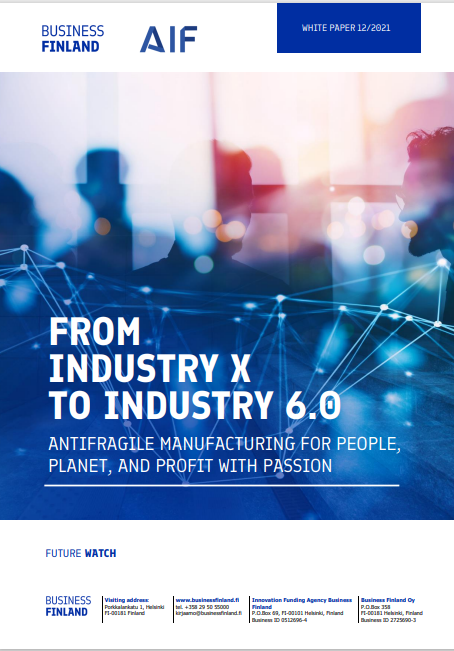 BUSINESS
FINLAND
AIF
WHITE PAPER 12/2021
FROM
INDUSTRY X
TO INDUSTRY 6.0
ANTIFRAGILE MANUFACTURING FOR PEOPLE,
PLANET, AND PROFIT WITH PASSION
FUTURE WATCH
BUSINESS
FINLAND
Visiting address:
Porkkalankatu 1, Helsinki
FI-00181 Finland
www.businessfinland.fi
tel. +358 29 50 55000
kirjaamo@businessfinland.fi
Innovation Funding Agency Business
Finland
P.O.Box 69, FI-00101 Helsinki, Finland
Business ID 0512696-4
Business Finland Oy
P.O.Box 358
FI-00181 Helsinki, Finland
Business ID 2725690-3